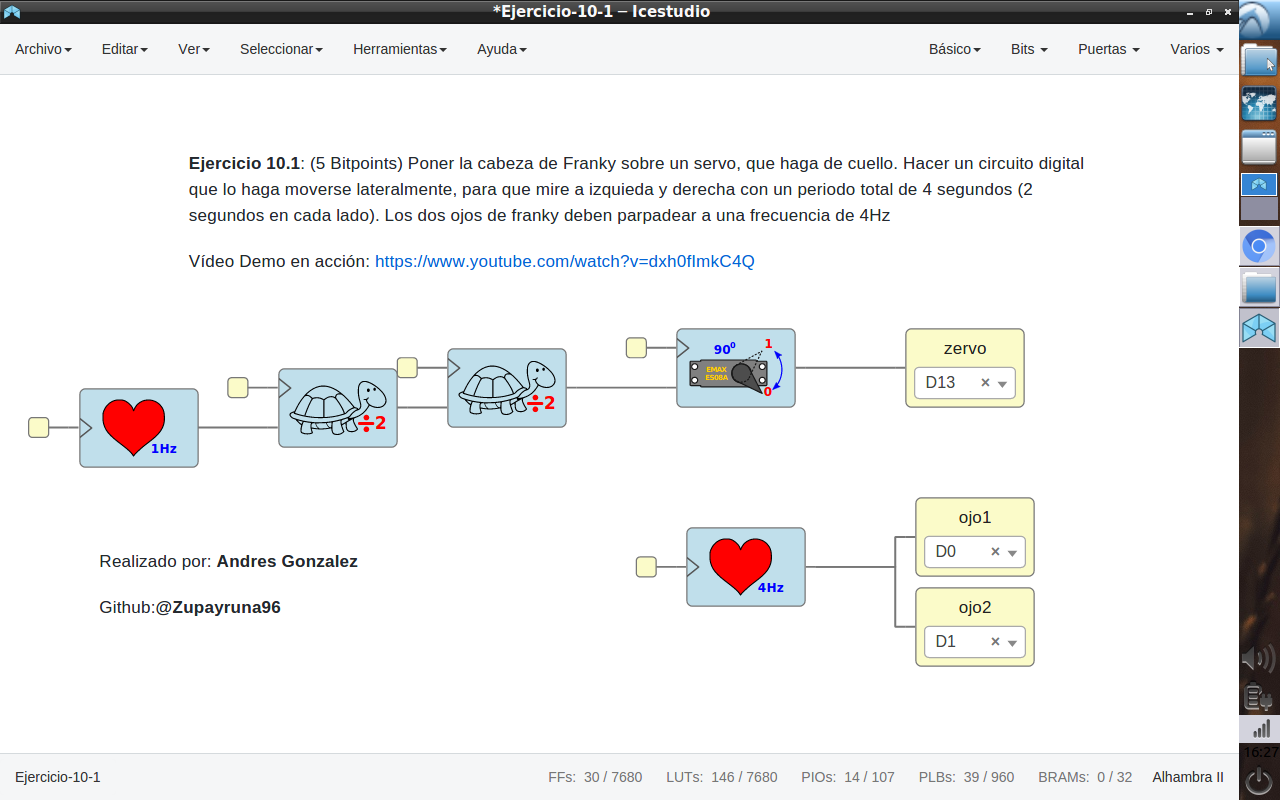 *Ejercicio-10-1 ─ Icestudio
Archivo Editar Ver Seleccionar Herramientas Ayuda Básico Bits Puertas Varios
Ejercicio 10.1: (5 Bitpoints) Poner la cabeza de Franky sobre un servo, que haga de cuello. Hacer un circuito digital
que lo haga moverse lateralmente, para que mire a izquieda y derecha con un periodo total de 4 segundos (2
segundos en cada lado). Los dos ojos de franky deben parpadear a una frecuencia de 4Hz
Vídeo Demo en acción: https://www.youtube.com/watch?v=dxh0fImkC4Q
1Hz
÷2
÷2
90⁰ 1
EMAX
ES08A
0
zervo
D13 ×
4Hz
ojo1
D0 ×
ojo2
D1 ×
Realizado por: Andres Gonzalez
Github:@Zupayruna96
16:27
Ejercicio-10-1 FFs: 30 / 7680 LUTs: 146 / 7680 PIOs: 14 / 107 PLBs: 39 / 960 BRAMs: 0 / 32 Alhambra II